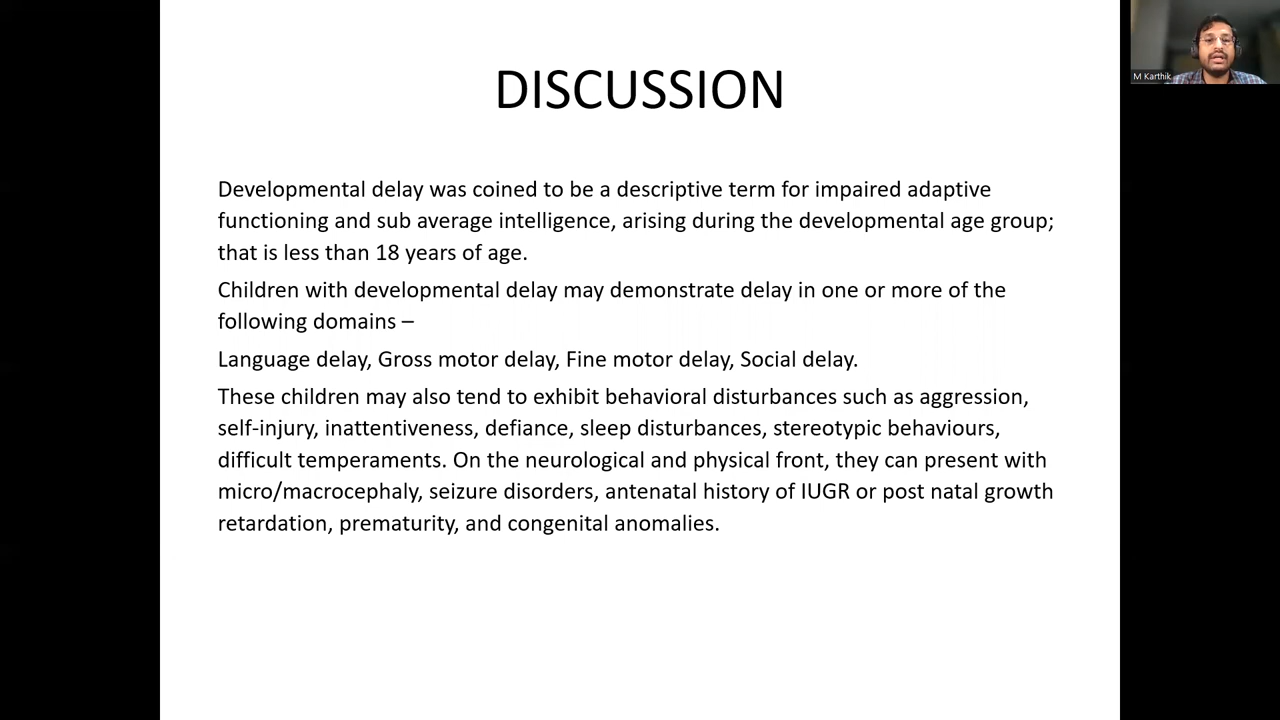 DISCUSSION
Developmental delay was coined to be a descriptive term for impaired adaptive
functioning and sub average intelligence, arising during the developmental age group;
that is less than 18 years of age.
Children with developmental delay may demonstrate delay in one or more of the
following domains –
Language delay, Gross motor delay, Fine motor delay, Social delay.
These children may also tend to exhibit behavioral disturbances such as aggression,
self-injury, inattentiveness, defiance, sleep disturbances, stereotypic behaviours,
difficult temperaments. On the neurological and physical front, they can present with
micro/macrocephaly, seizure disorders, antenatal history of IUGR or post natal growth
retardation, prematurity, and congenital anomalies.
M Karthik